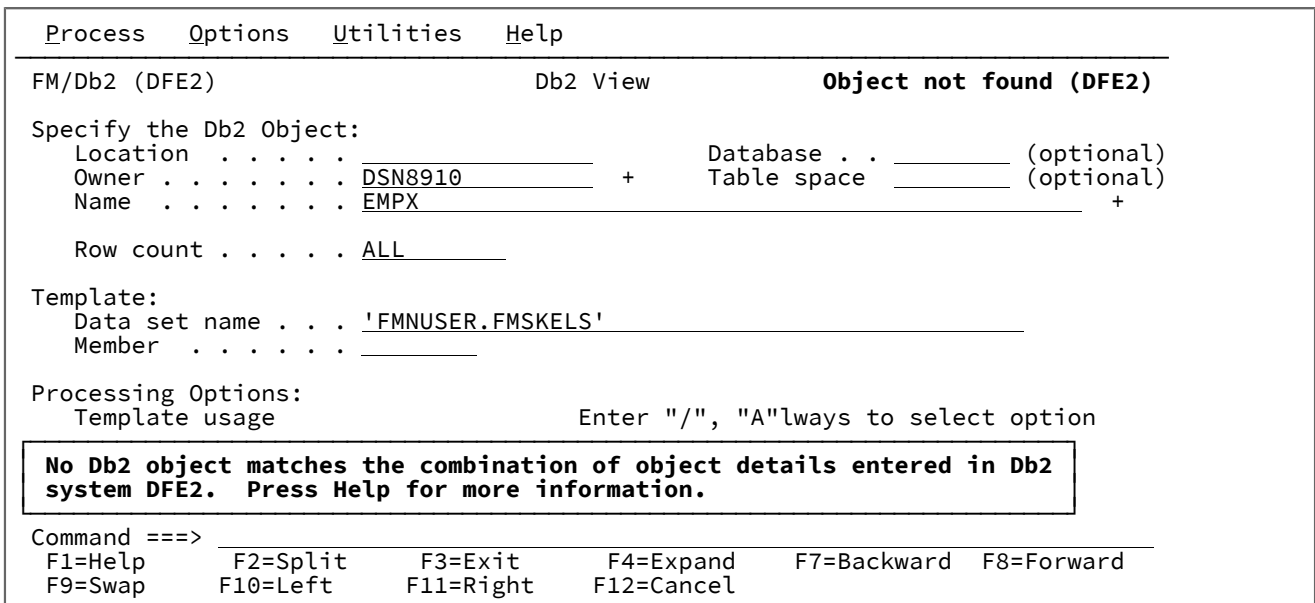 Process   Options   Utilities   Help
FM/Db2 (DFE2)   Db2 View   Object not found (DFE2)
Specify the Db2 Object:
Location  . . . . .   Database . .   (optional)
Owner . . . . . . . DSN8910   +   Table space   (optional)
Name  . . . . . . . EMPX   +
Row count . . . . . ALL
Template:
Data set name . . . 'FMNUSER.FMSKELS'
Member  . . . . . .
Processing Options:
Template usage   Enter "/", "A"lways to select option
No Db2 object matches the combination of object details entered in Db2
system DFE2.  Press Help for more information.
Command ===>
F1=Help   F2=Split   F3=Exit   F4=Expand   F7=Backward   F8=Forward
F9=Swap   F10=Left   F11=Right   F12=Cancel